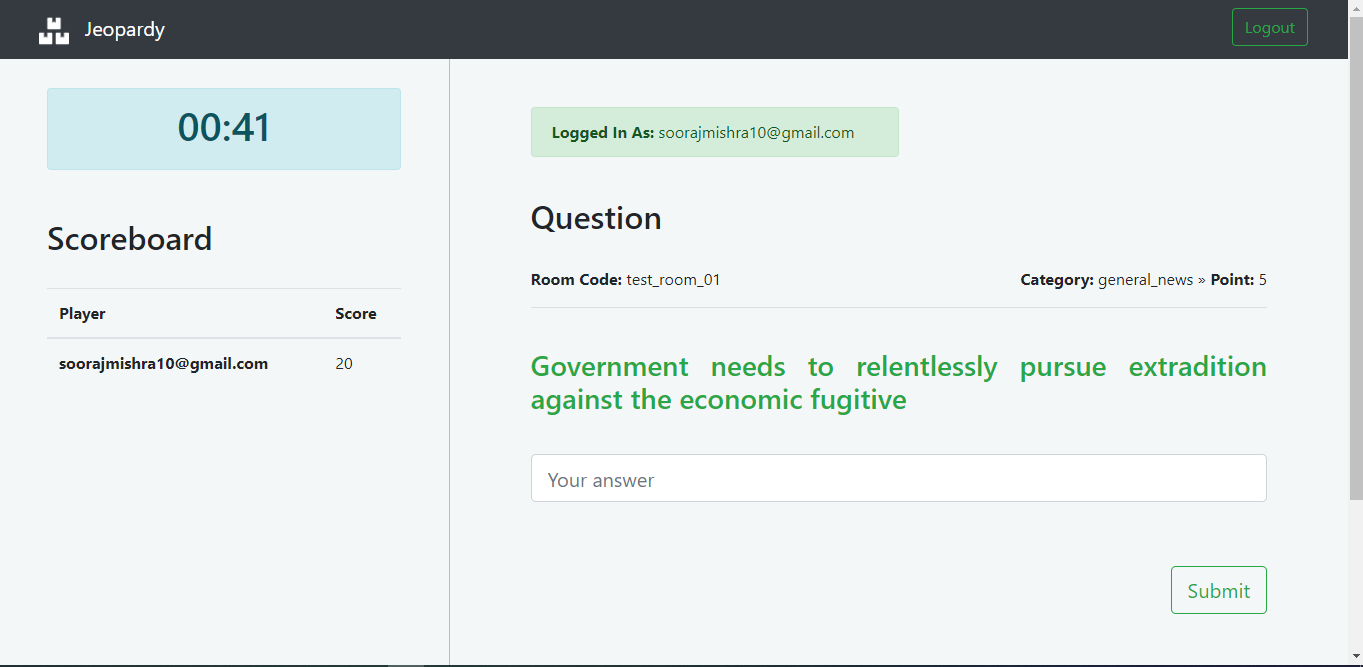 Jeopardy
Logout
00:41
Scoreboard
Player Score
soorajmishra10@gmail.com 20
Logged In As: soorajmishra10@gmail.com
Question
Room Code: test_room_01
Category: general_news » Point: 5
Government needs to relentlessly pursue extradition
against the economic fugitive
Your answer
Submit